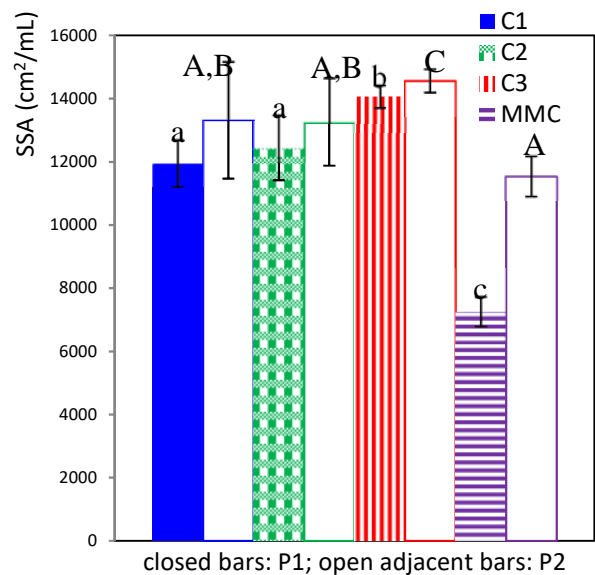 C1
C2
C3
MMC
SSA (cm²/mL)
16000
14000
12000
10000
8000
6000
4000
2000
0
a
A,B
a
A,B
b
C
c
A
closed bars: P1; open adjacent bars: P2